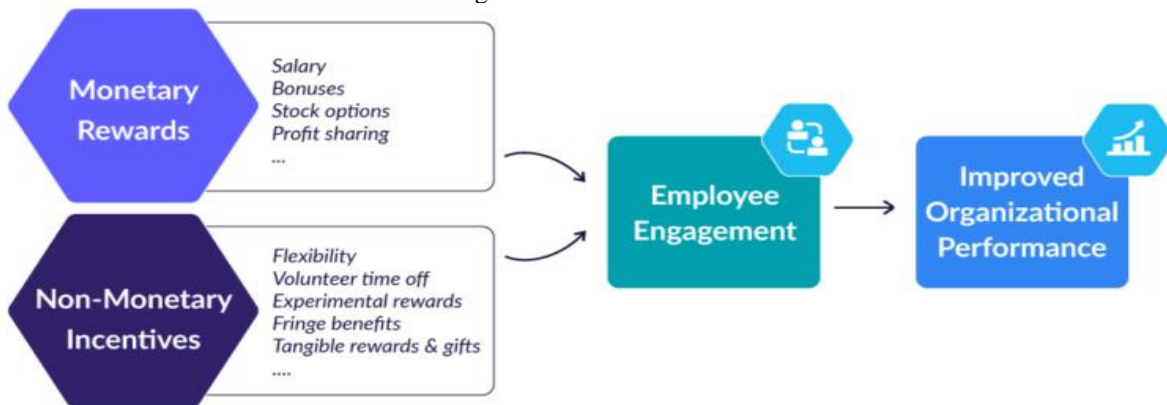 Monetary
Rewards
Salary
Bonuses
Stock options
Profit sharing
...
Non-Monetary
Incentives
Flexibility
Volunteer time off
Experimental rewards
Fringe benefits
Tangible rewards & gifts
....
Employee
Engagement
Improved
Organizational
Performance